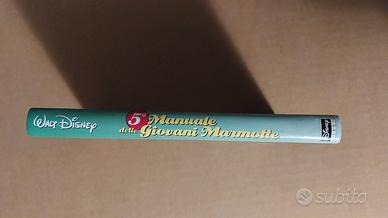 WALT DISNEY
5°
Manuale
delle Giovani Marmotte
Disney
subito